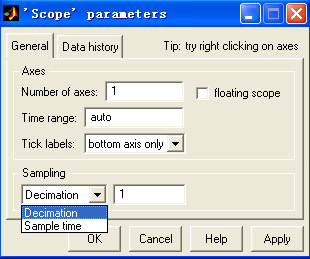 'Scope' parameters
General Data history Tip: try right clicking on axes
Axes
Number of axes: 1 floating scope
Time range: auto
Tick labels: bottom axis only
Sampling
Decimation 1
Decimation
Sample time
OK Cancel Help Apply